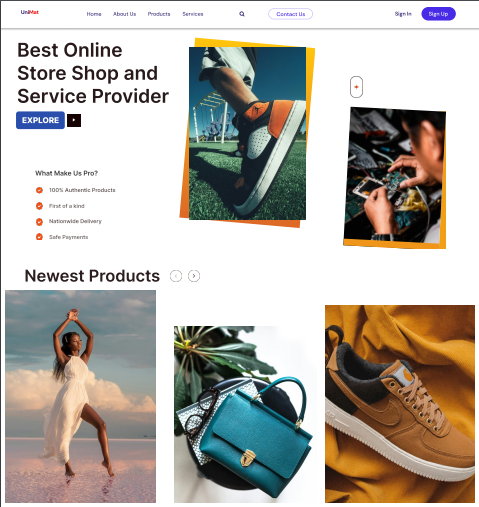 UniMat
Home
About Us
Products
Services
Contact Us
Sign In
Sign Up
Best Online
Store Shop and
Service Provider
EXPLORE
What Make Us Pro?
100% Authentic Products
First of a kind
Nationwide Delivery
Safe Payments
Newest Products